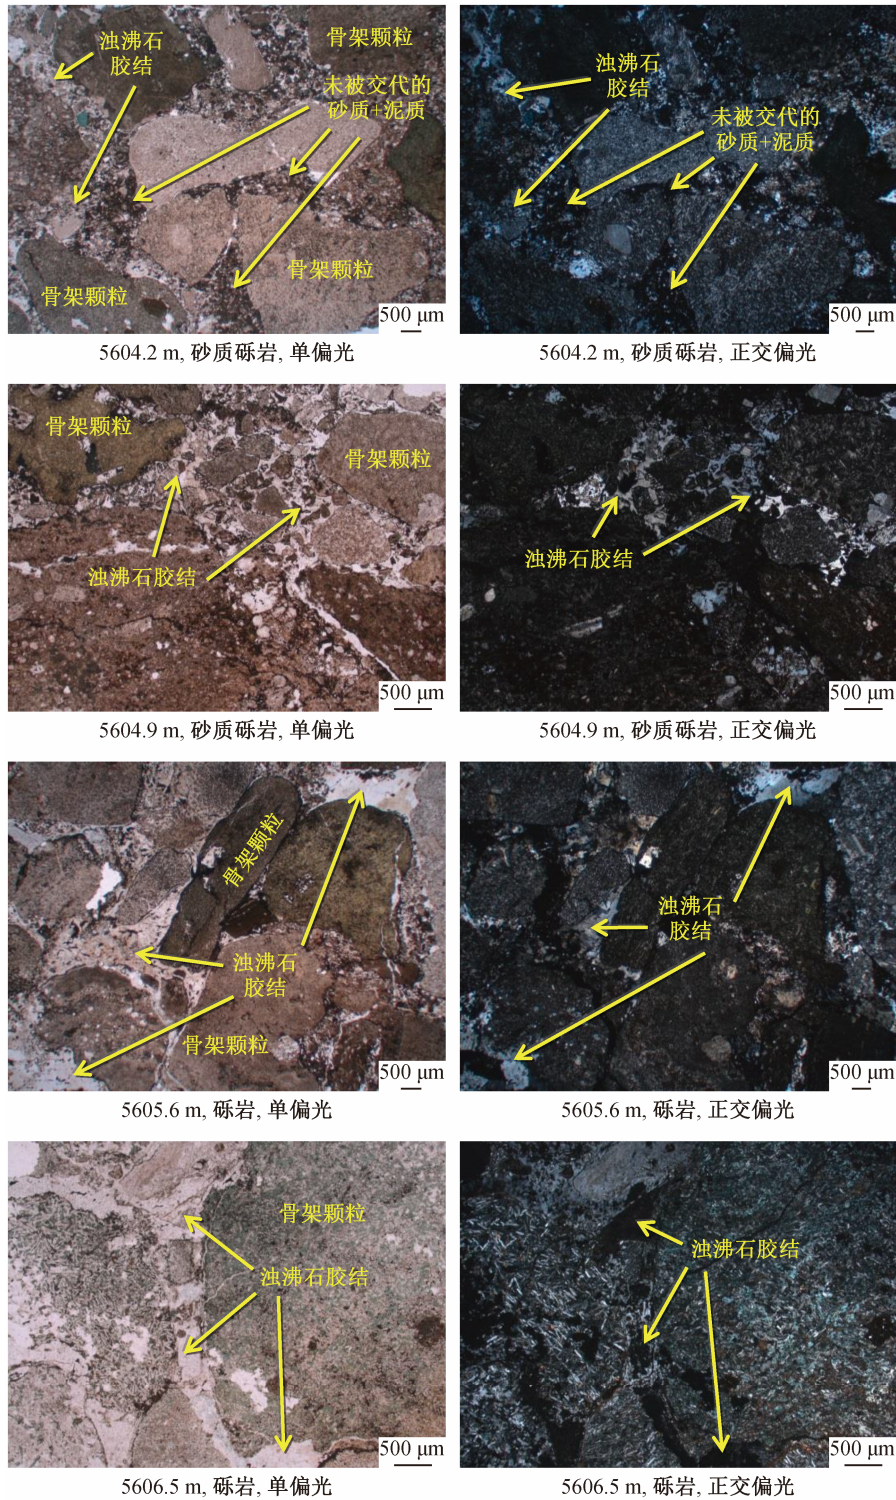 浊沸石
胶结
骨架颗粒
未被交代的
砂质+泥质
骨架颗粒
骨架颗粒
500 μm
5604.2 m, 砂质砾岩, 单偏光
浊沸石
胶结
未被交代的
砂质+泥质
500 μm
5604.2 m, 砂质砾岩, 正交偏光
骨架颗粒
骨架颗粒
浊沸石胶结
500 μm
5604.9 m, 砂质砾岩, 单偏光
浊沸石胶结
500 μm
5604.9 m, 砂质砾岩, 正交偏光
骨架颗粒
浊沸石
胶结
骨架颗粒
500 μm
5605.6 m, 砾岩, 单偏光
浊沸石
胶结
500 μm
5605.6 m, 砾岩, 正交偏光
骨架颗粒
浊沸石胶结
500 μm
5606.5 m, 砾岩, 单偏光
浊沸石胶结
500 μm
5606.5 m, 砾岩, 正交偏光